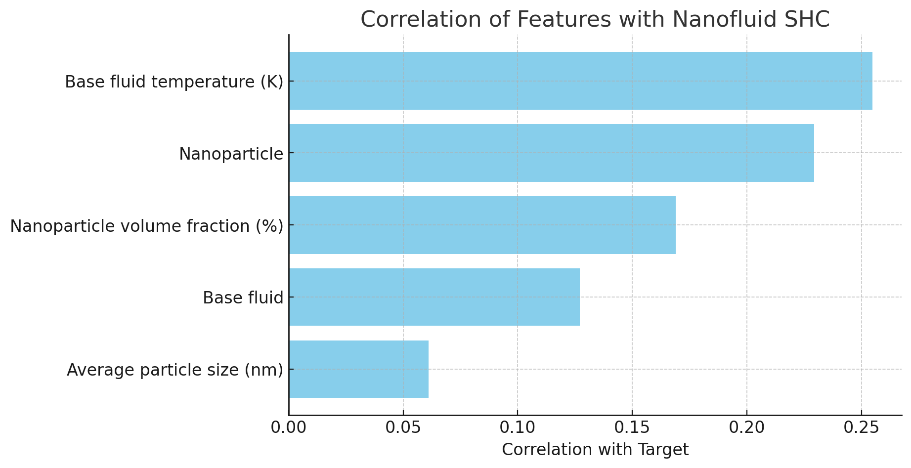 Correlation of Features with Nanofluid SHC
Base fluid temperature (K)
Nanoparticle
Nanoparticle volume fraction (%)
Base fluid
Average particle size (nm)
0.00 0.05 0.10 0.15 0.20 0.25
Correlation with Target